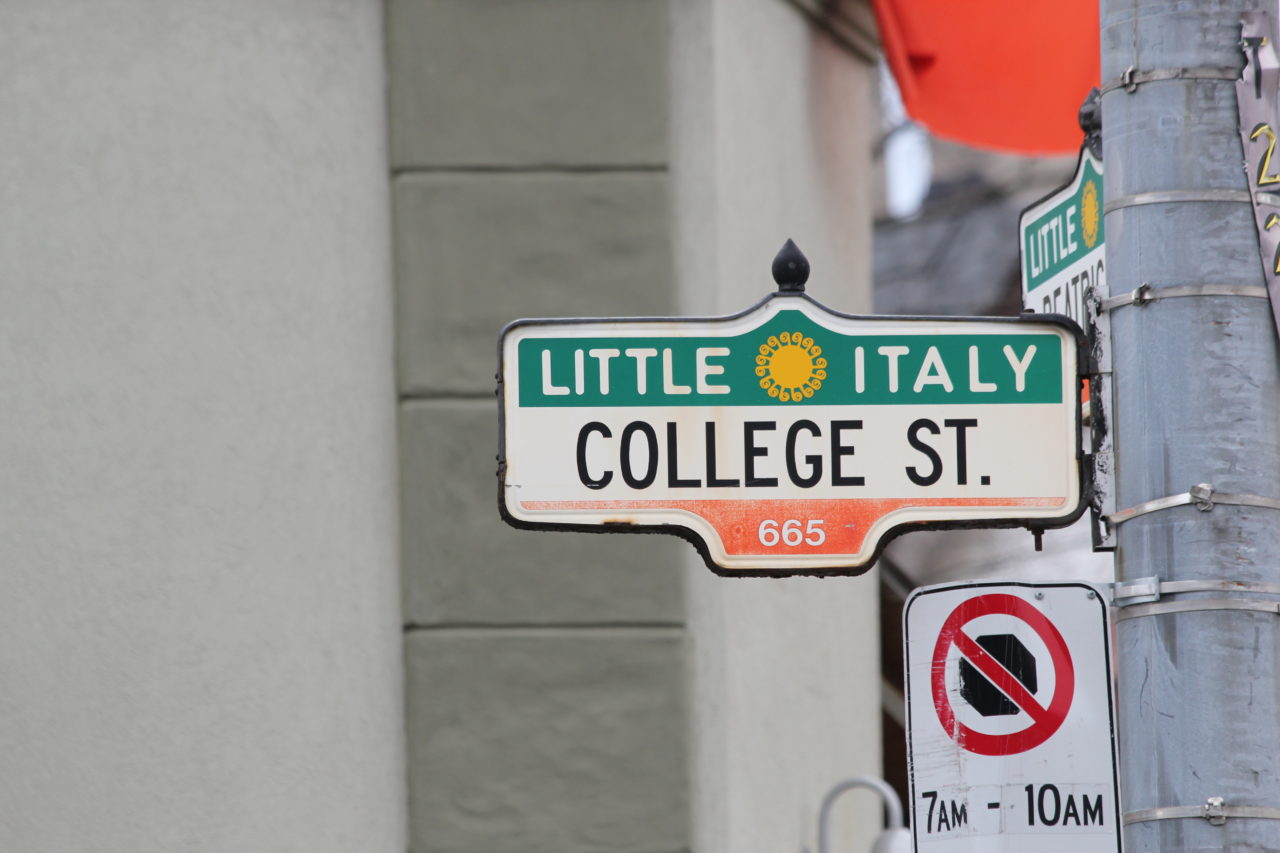 LITTLE ITALY
COLLEGE ST.
665
LITTLE
7AM - 10AM